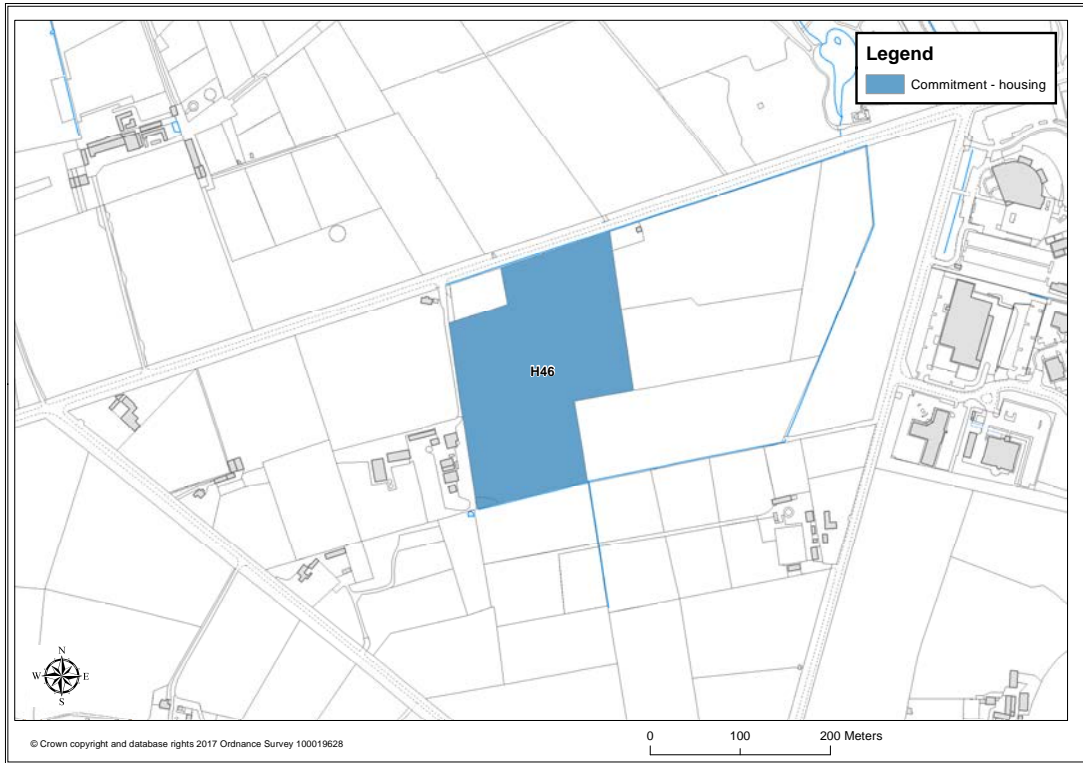 Legend
Commitment - housing
H46
N
W E
S
© Crown copyright and database rights 2017 Ordnance Survey 100019628
0 100 200 Meters